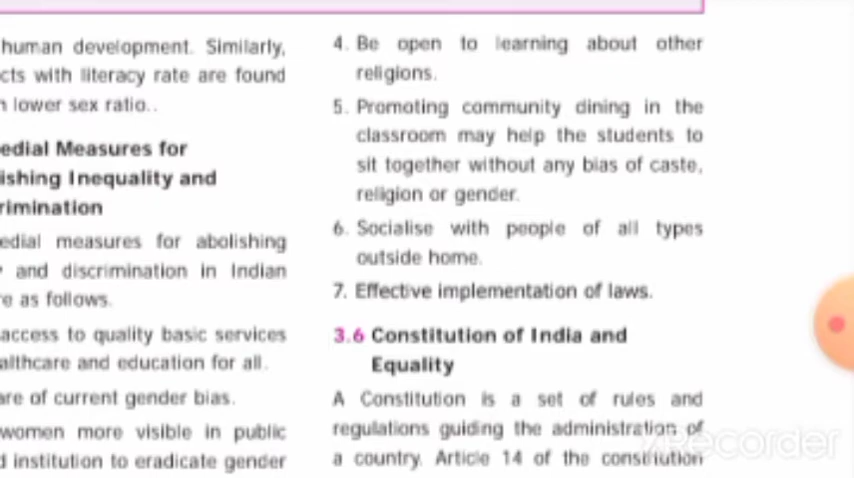 human development. Similarly,
cts with literacy rate are found
lower sex ratio..
edial Measures for
ishing Inequality and
rimination
edial measures for abolishing
and discrimination in Indian
re as follows.
access to quality basic services
althcare and education for all.
are of current gender bias.
women more visible in public
d institution to eradicate gender
4. Be open to learning about other
religions.
5. Promoting community dining in the
classroom may help the students to
sit together without any bias of caste,
religion or gender.
6. Socialise with people of all types
outside home.
7. Effective implementation of laws.
3.6 Constitution of India and
Equality
A Constitution is a set of rules and
regulations guiding the administration of
a country. Article 14 of the constitution
XRecorder